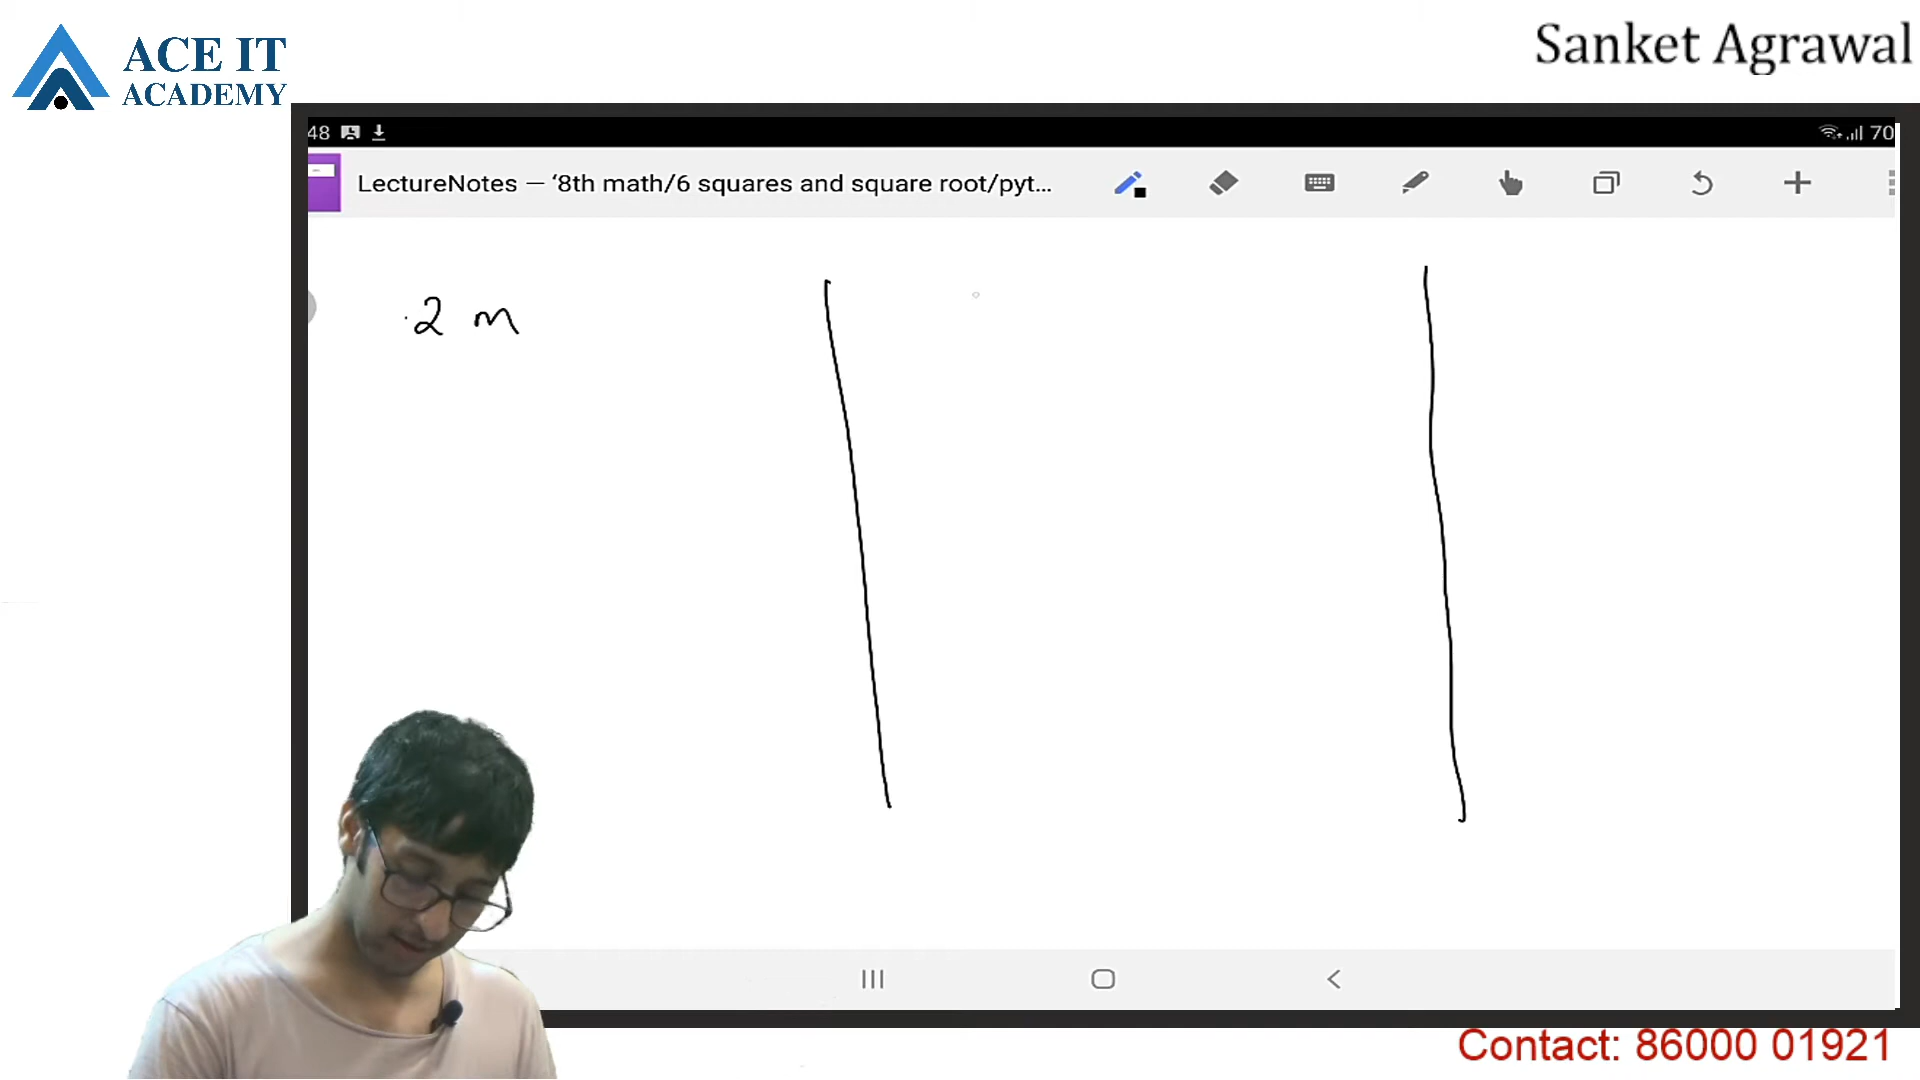 ACE IT
ACADEMY
Sanket Agrawal
48
70
LectureNotes — ‘8th math/6 squares and square root/pyt...
2 m
Contact: 86000 01921